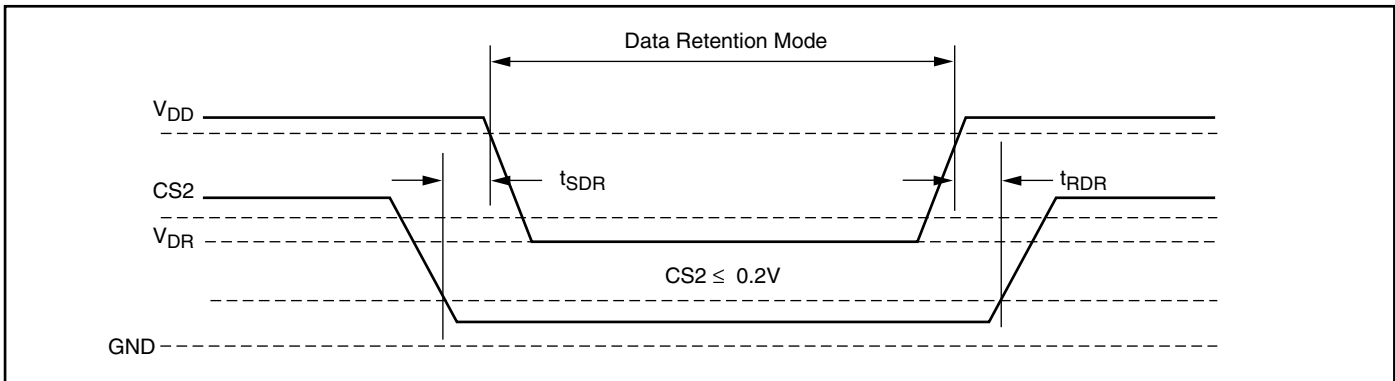 Data Retention Mode
VDD
tSDR
tRDR
CS2
VDR
CS2 ≤ 0.2V
GND